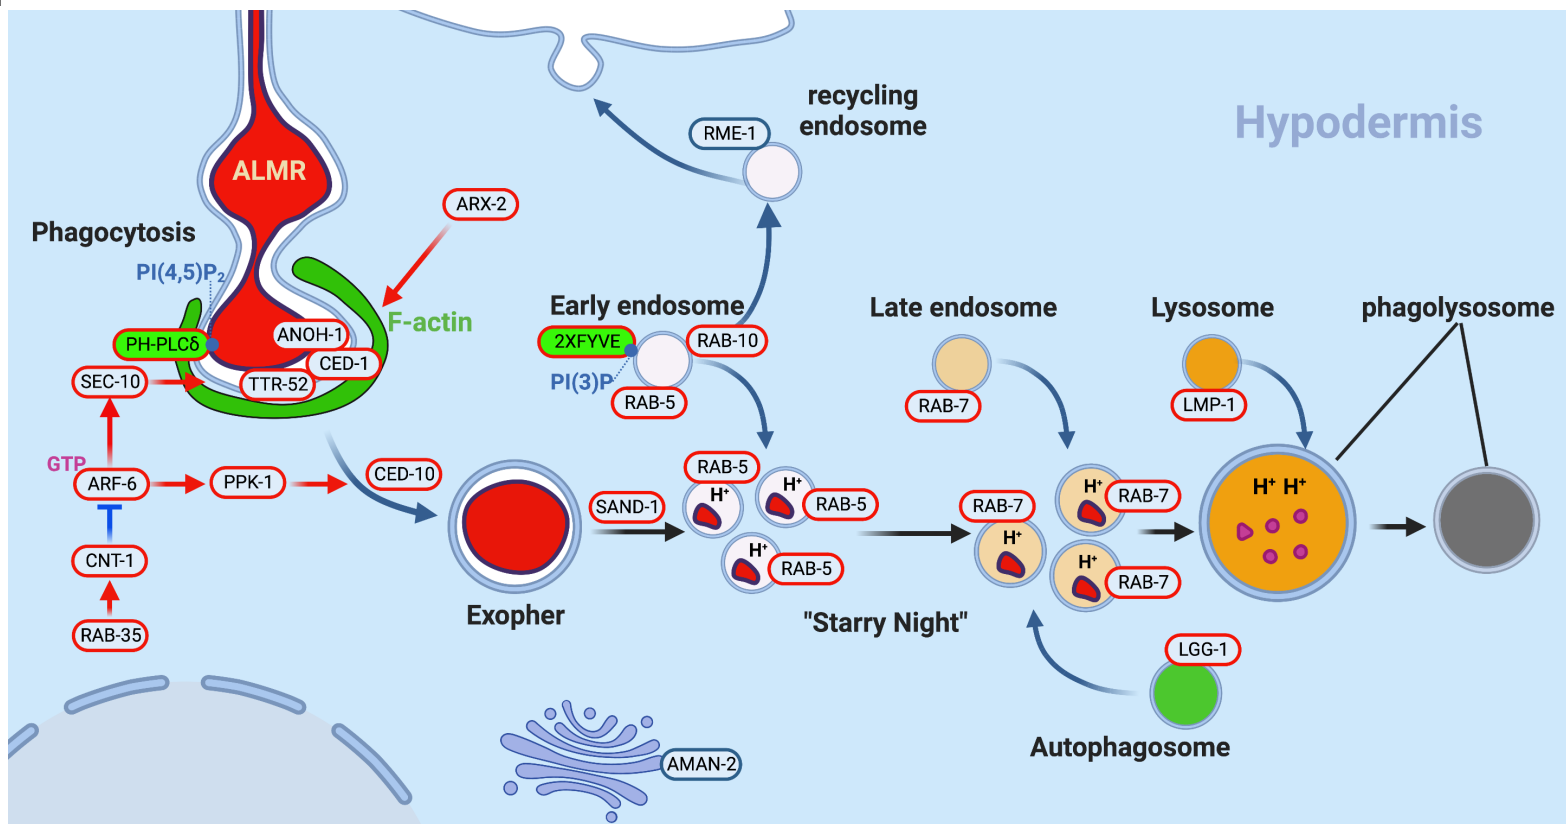 Hypodermis
recycling
endosome
RME-1
ALMR
ARX-2
Phagocytosis
PI(4,5)P₂
F-actin
ANOH-1
PH-PLCδ
CED-1
SEC-10
TTR-52
Early endosome
2XFYVE
RAB-10
PI(3)P
RAB-5
Late endosome
RAB-7
Lysosome
LMP-1
phagolysosome
GTP
ARF-6
PPK-1
CED-10
CNT-1
RAB-35
Exopher
SAND-1
RAB-5
H⁺
H⁺
RAB-5
H⁺
RAB-5
"Starry Night"
RAB-7
H⁺
H⁺
RAB-7
H⁺
RAB-7
H⁺ H⁺
LGG-1
Autophagosome
AMAN-2